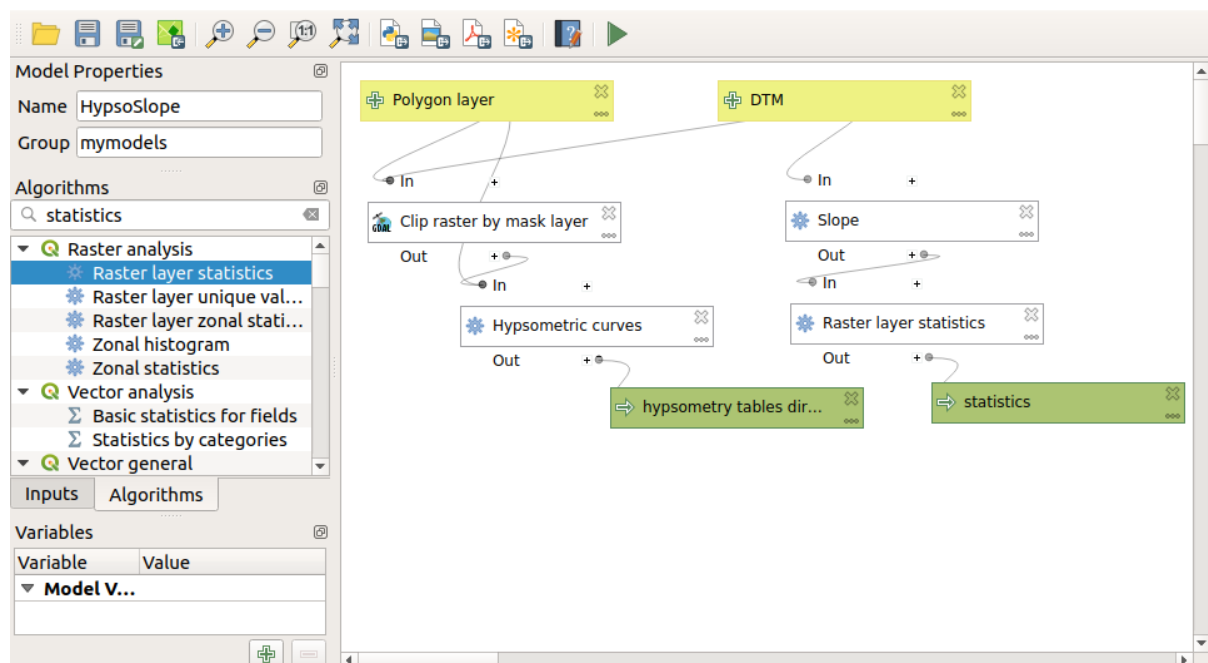 1:1
Model Properties
Name HypsoSlope
Group mymodels
Algorithms
statistics
Raster analysis
Raster layer statistics
Raster layer unique val...
Raster layer zonal stati...
Zonal histogram
Zonal statistics
Vector analysis
Σ Basic statistics for fields
Σ Statistics by categories
Vector general
Inputs Algorithms
Variables
Variable Value
Model V...
Polygon layer
DTM
In +
In +
GDAL Clip raster by mask layer
Slope
Out +
Out +
In +
In +
Hypsometric curves
Raster layer statistics
Out +
Out +
hypsometry tables dir...
statistics